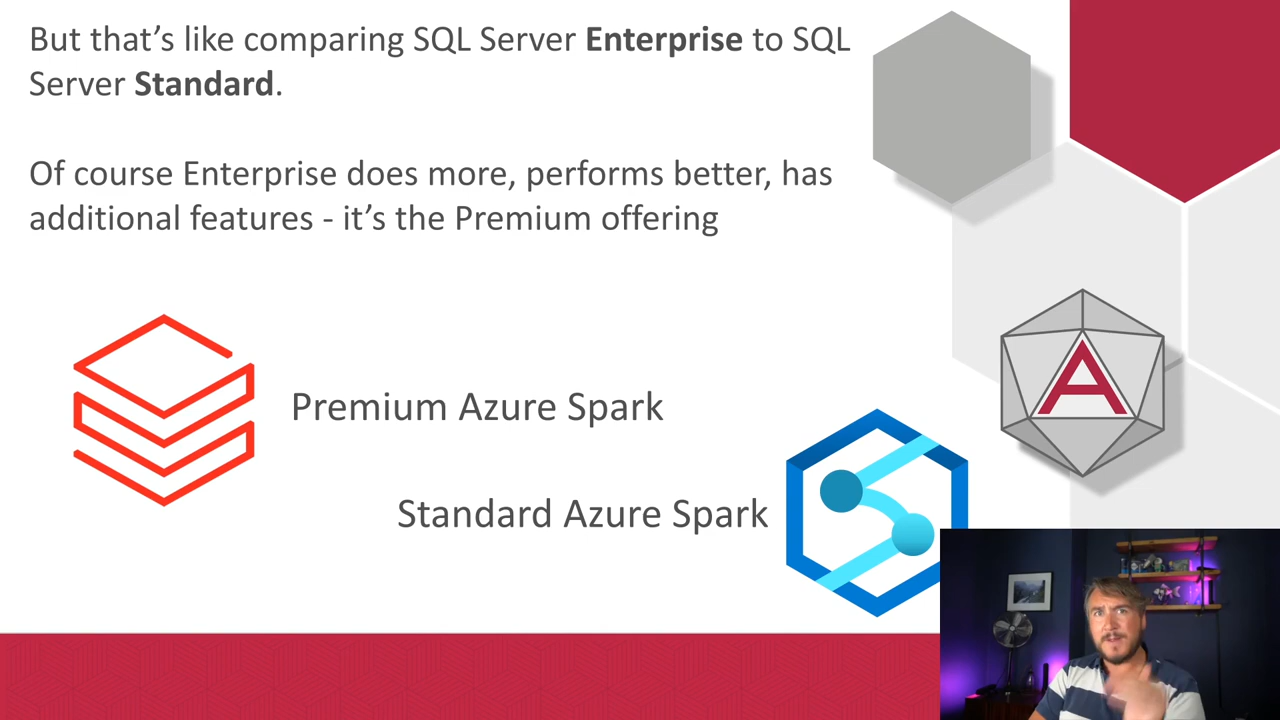 But that’s like comparing SQL Server Enterprise to SQL
Server Standard.
Of course Enterprise does more, performs better, has
additional features - it’s the Premium offering
Premium Azure Spark
Standard Azure Spark
A